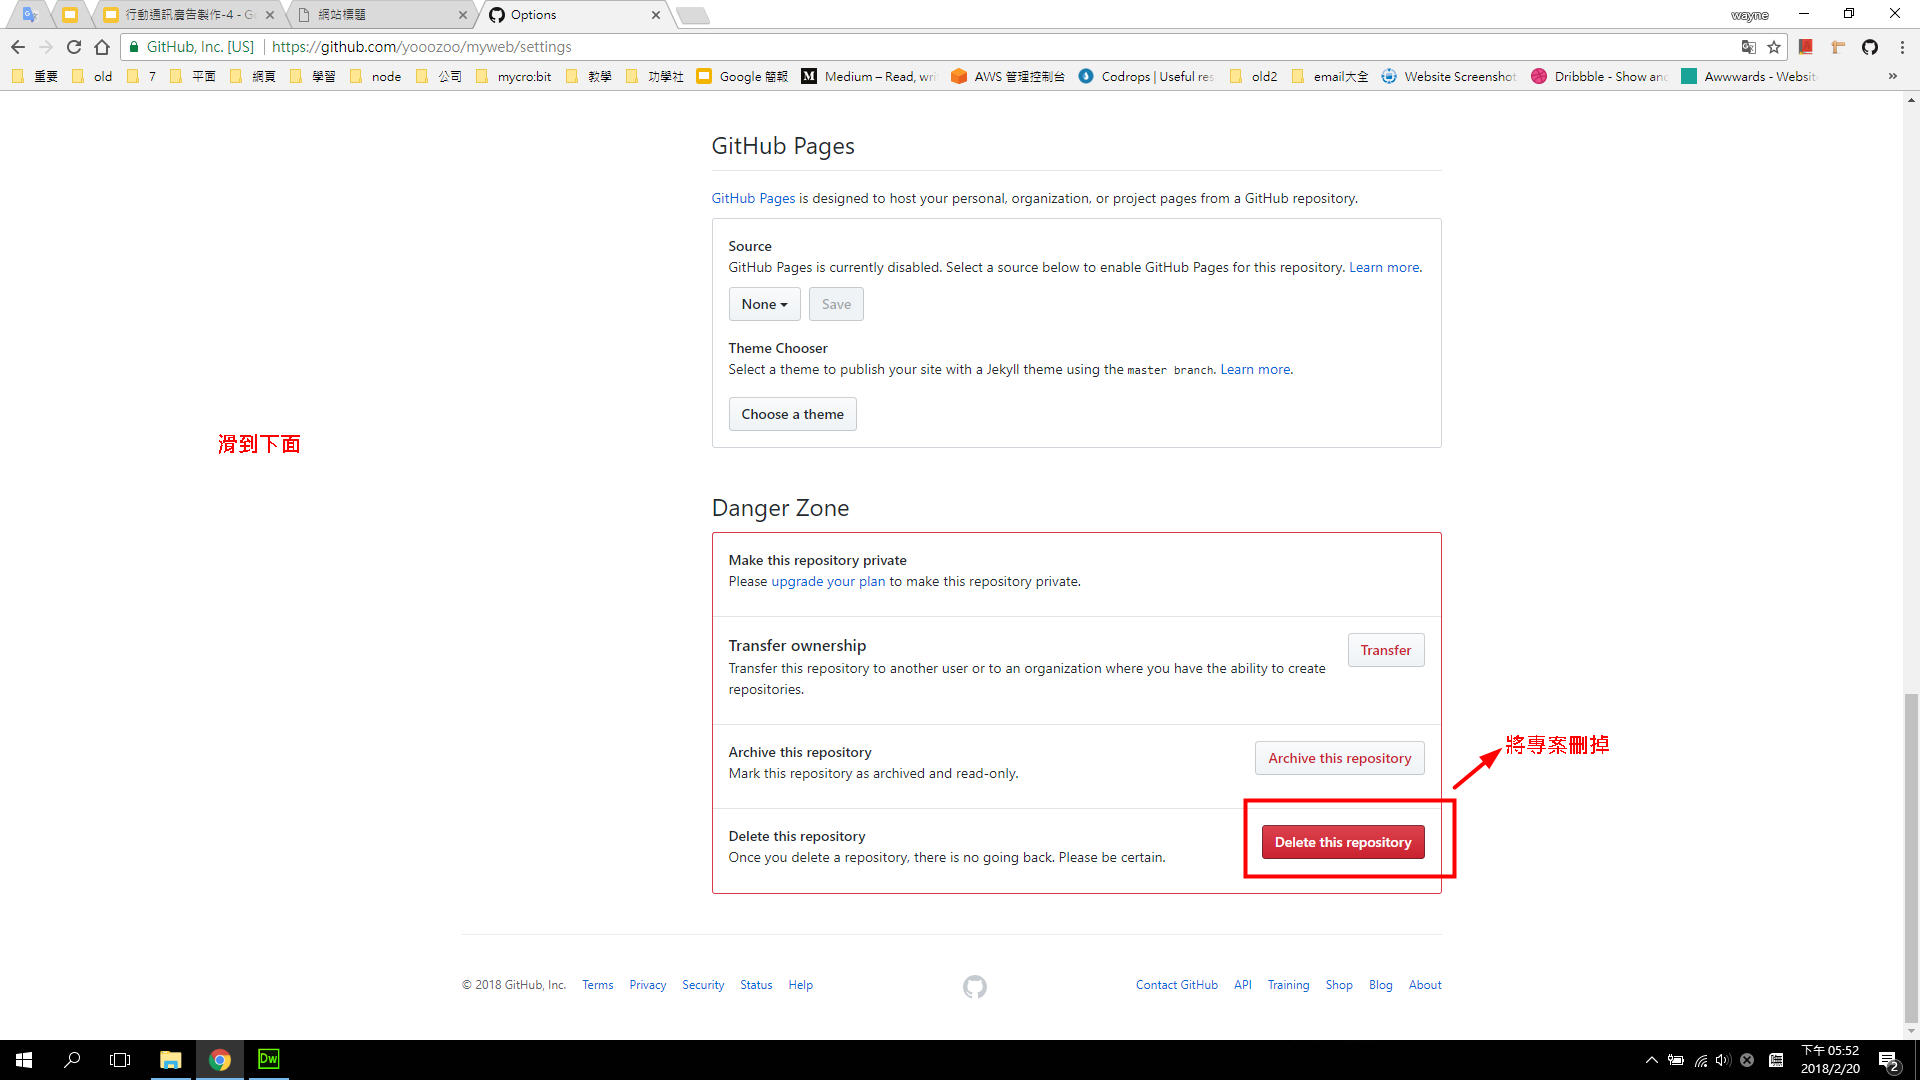 行動通訊廣告製作-4 - G
網站標題
Options
wayne
GitHub, Inc. [US]
https://github.com/yooozoo/myweb/settings
重要
old
7
平面
網頁
學習
node
公司
mycro:bit
教學
功學社
Google 簡報
Medium – Read, wri
AWS 管理控制台
Codrops | Useful res
old2
email大全
Website Screenshot
Dribbble - Show and
Awwwards - Websit
»
GitHub Pages
GitHub Pages is designed to host your personal, organization, or project pages from a GitHub repository.
Source
GitHub Pages is currently disabled. Select a source below to enable GitHub Pages for this repository. Learn more.
None
Save
Theme Chooser
Select a theme to publish your site with a Jekyll theme using the master branch. Learn more.
Choose a theme
滑到下面
Danger Zone
Make this repository private
Please upgrade your plan to make this repository private.
Transfer ownership
Transfer this repository to another user or to an organization where you have the ability to create
repositories.
Transfer
Archive this repository
Mark this repository as archived and read-only.
Archive this repository
將專案刪掉
Delete this repository
Once you delete a repository, there is no going back. Please be certain.
Delete this repository
© 2018 GitHub, Inc.
Terms
Privacy
Security
Status
Help
Contact GitHub
API
Training
Shop
Blog
About
Dw
下午 05:52
2018/2/20
2